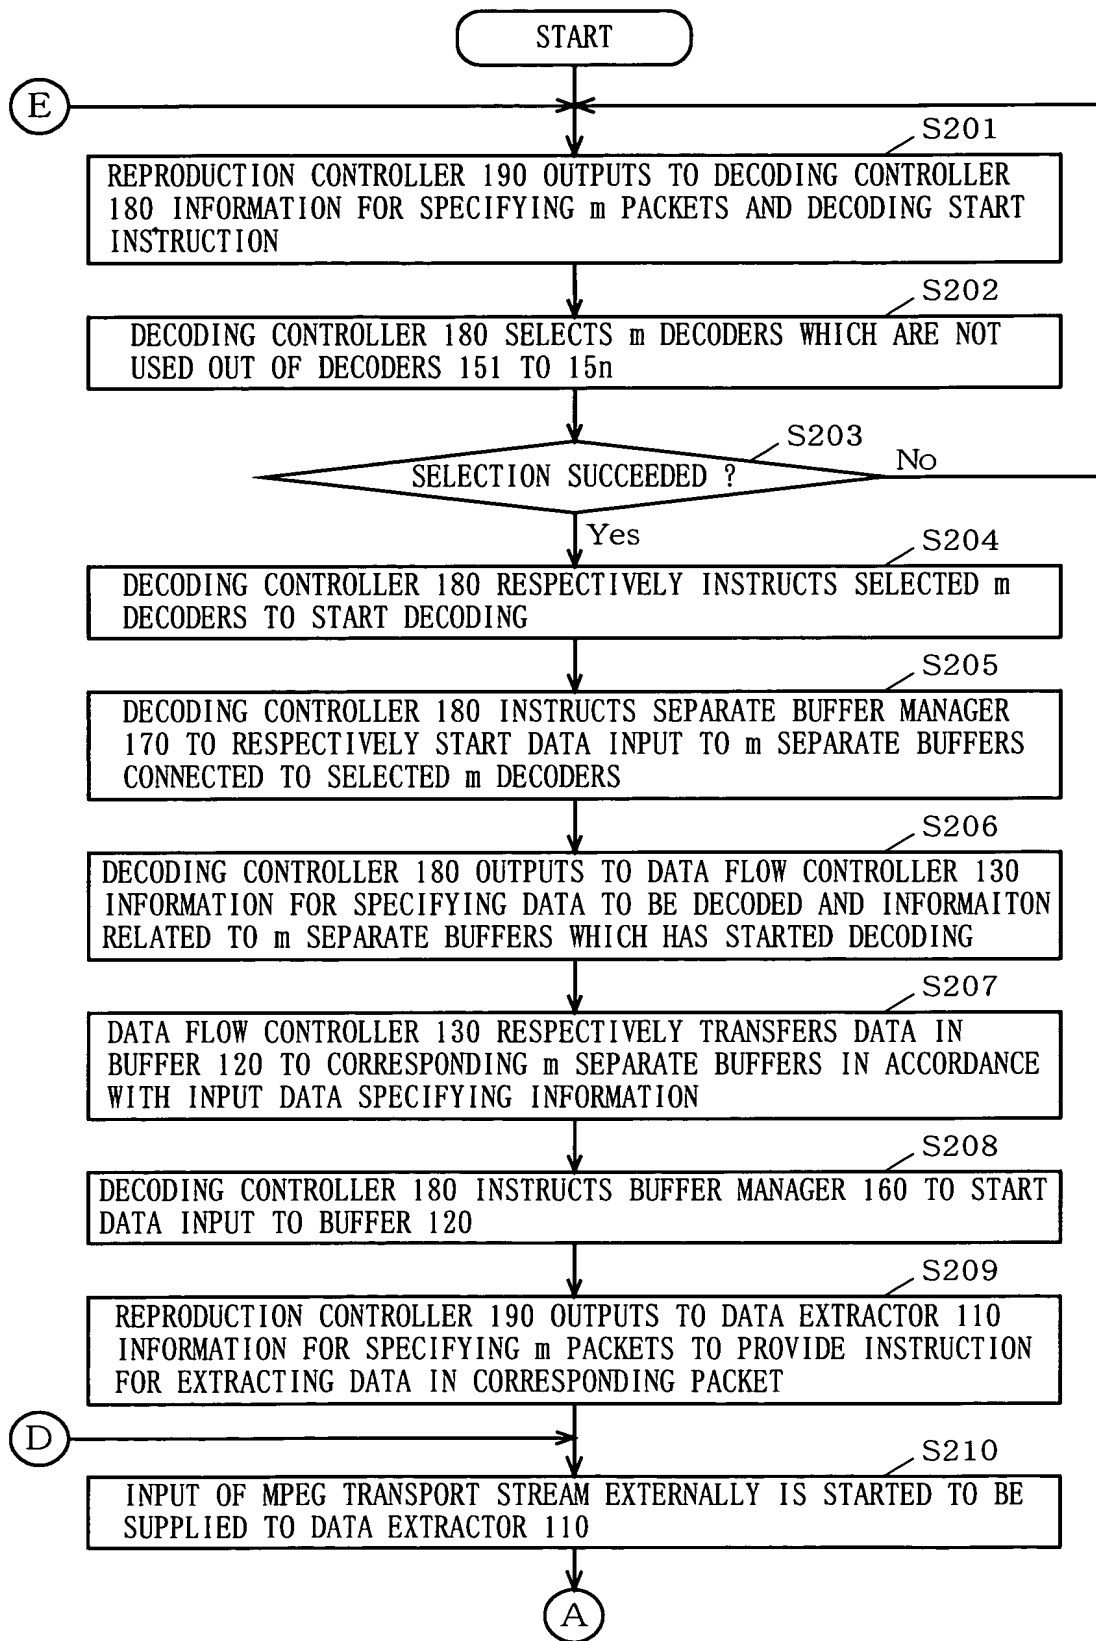 START
E
S201
REPRODUCTION CONTROLLER 190 OUTPUTS TO DECODING CONTROLLER
180 INFORMATION FOR SPECIFYING m PACKETS AND DECODING START
INSTRUCTION
S202
DECODING CONTROLLER 180 SELECTS m DECODERS WHICH ARE NOT
USED OUT OF DECODERS 151 TO 15n
S203
SELECTION SUCCEEDED ?
No
Yes
S204
DECODING CONTROLLER 180 RESPECTIVELY INSTRUCTS SELECTED m
DECODERS TO START DECODING
S205
DECODING CONTROLLER 180 INSTRUCTS SEPARATE BUFFER MANAGER
170 TO RESPECTIVELY START DATA INPUT TO m SEPARATE BUFFERS
CONNECTED TO SELECTED m DECODERS
S206
DECODING CONTROLLER 180 OUTPUTS TO DATA FLOW CONTROLLER 130
INFORMATION FOR SPECIFYING DATA TO BE DECODED AND INFORMAITON
RELATED TO m SEPARATE BUFFERS WHICH HAS STARTED DECODING
S207
DATA FLOW CONTROLLER 130 RESPECTIVELY TRANSFERS DATA IN
BUFFER 120 TO CORRESPONDING m SEPARATE BUFFERS IN ACCORDANCE
WITH INPUT DATA SPECIFYING INFORMATION
S208
DECODING CONTROLLER 180 INSTRUCTS BUFFER MANAGER 160 TO START
DATA INPUT TO BUFFER 120
S209
REPRODUCTION CONTROLLER 190 OUTPUTS TO DATA EXTRACTOR 110
INFORMATION FOR SPECIFYING m PACKETS TO PROVIDE INSTRUCTION
FOR EXTRACTING DATA IN CORRESPONDING PACKET
D
S210
INPUT OF MPEG TRANSPORT STREAM EXTERNALLY IS STARTED TO BE
SUPPLIED TO DATA EXTRACTOR 110
A